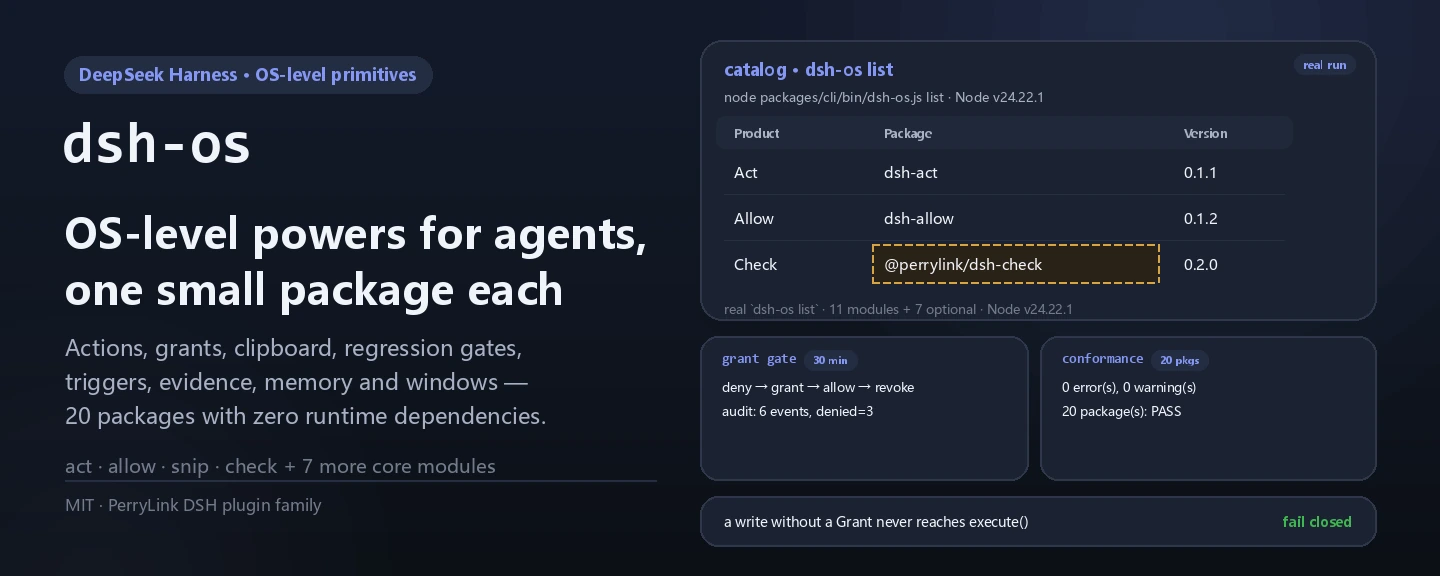 DeepSeek Harness • OS-level primitives
dsh-os
OS-level powers for agents,
one small package each
Actions, grants, clipboard, regression gates,
triggers, evidence, memory and windows —
20 packages with zero runtime dependencies.
act · allow · snip · check + 7 more core modules
MIT · PerryLink DSH plugin family
catalog • dsh-os list
real run
node packages/cli/bin/dsh-os.js list · Node v24.22.1
Product Package Version
Act dsh-act 0.1.1
Allow dsh-allow 0.1.2
Check @perrylink/dsh-check 0.2.0
real `dsh-os list` · 11 modules + 7 optional · Node v24.22.1
grant gate 30 min
deny → grant → allow → revoke
audit: 6 events, denied=3
conformance 20 pkgs
0 error(s), 0 warning(s)
20 package(s): PASS
a write without a Grant never reaches execute() fail closed